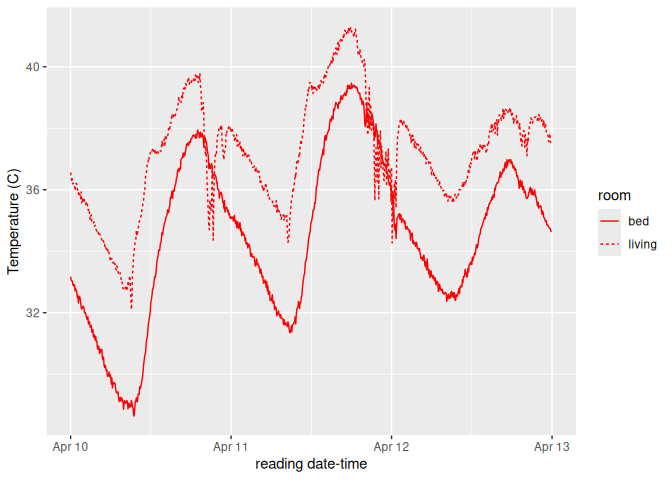 40
36
32
Temperature (C)
Apr 10
Apr 11
Apr 12
Apr 13
reading date-time
room
bed
living